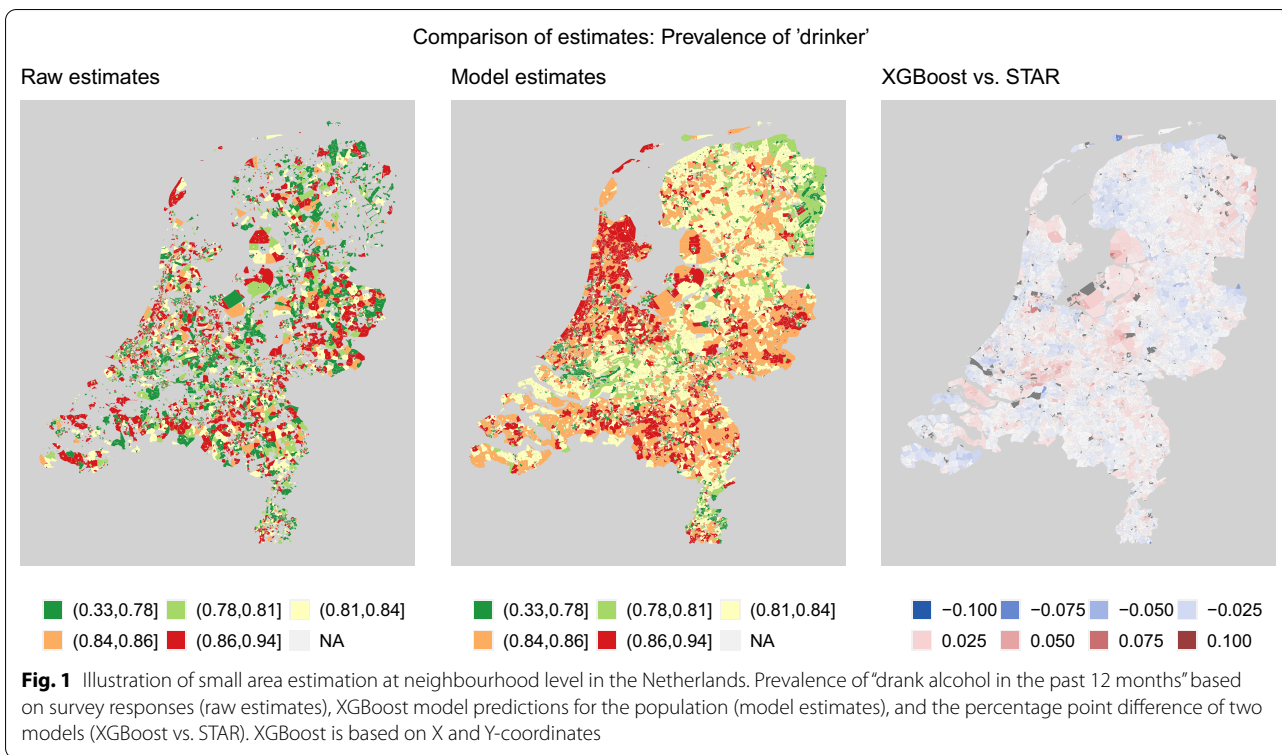 Comparison of estimates: Prevalence of 'drinker'
Raw estimates
Model estimates
XGBoost vs. STAR
(0.33,0.78] (0.78,0.81] (0.81,0.84]
(0.84,0.86] (0.86,0.94] NA
(0.33,0.78] (0.78,0.81] (0.81,0.84]
(0.84,0.86] (0.86,0.94] NA
−0.100 −0.075 −0.050 −0.025
0.025 0.050 0.075 0.100
Fig. 1 Illustration of small area estimation at neighbourhood level in the Netherlands. Prevalence of “drank alcohol in the past 12 months” based
on survey responses (raw estimates), XGBoost model predictions for the population (model estimates), and the percentage point difference of two
models (XGBoost vs. STAR). XGBoost is based on X and Y-coordinates